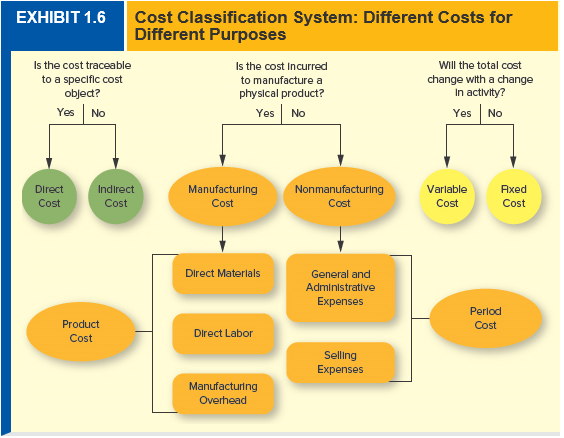 EXHIBIT 1.6
Cost Classification System: Different Costs for
Different Purposes
Is the cost traceable
to a specific cost
object?
Yes No
Direct
Cost
Indirect
Cost
Is the cost incurred
to manufacture a
physical product?
Yes No
Manufacturing
Cost
Nonmanufacturing
Cost
Will the total cost
change with a change
in activity?
Yes No
Variable
Cost
Fixed
Cost
Product
Cost
Direct Materials
Direct Labor
Manufacturing
Overhead
General and
Administrative
Expenses
Selling
Expenses
Period
Cost